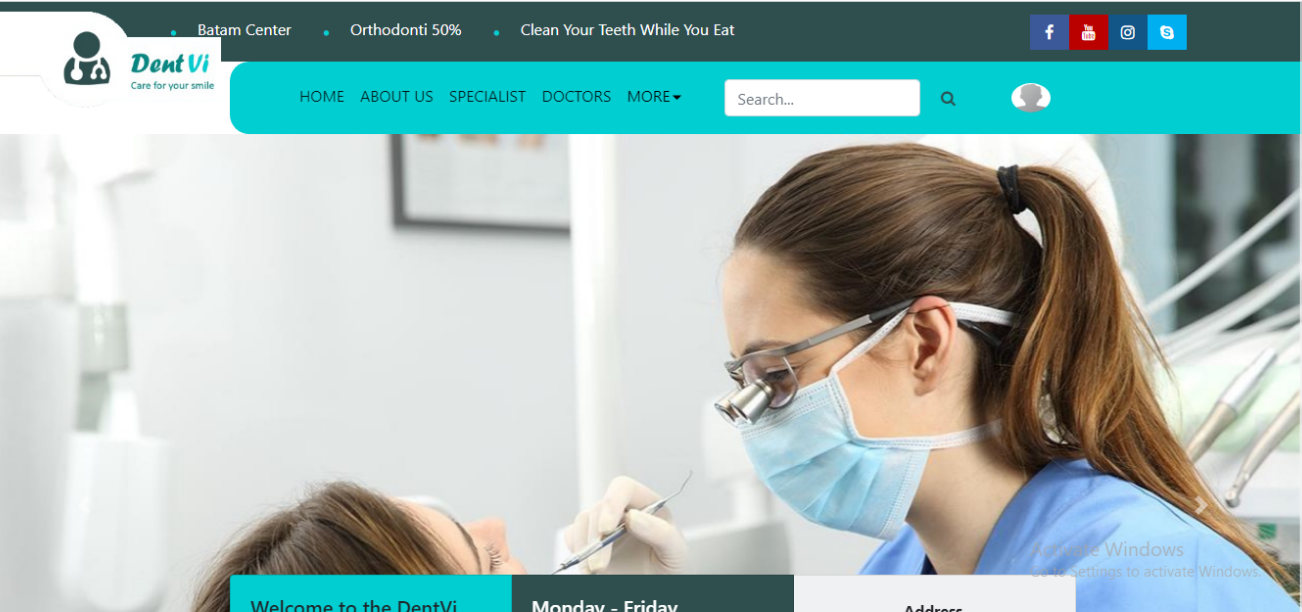 Batam Center
Orthodonti 50%
Clean Your Teeth While You Eat
f
You Tube
Dent Vi
Care for your smile
HOME ABOUT US SPECIALIST DOCTORS MORE
Search...
Activate Windows
Go to Settings to activate Windows.
Welcome to the DentVi
Monday - Friday
Address